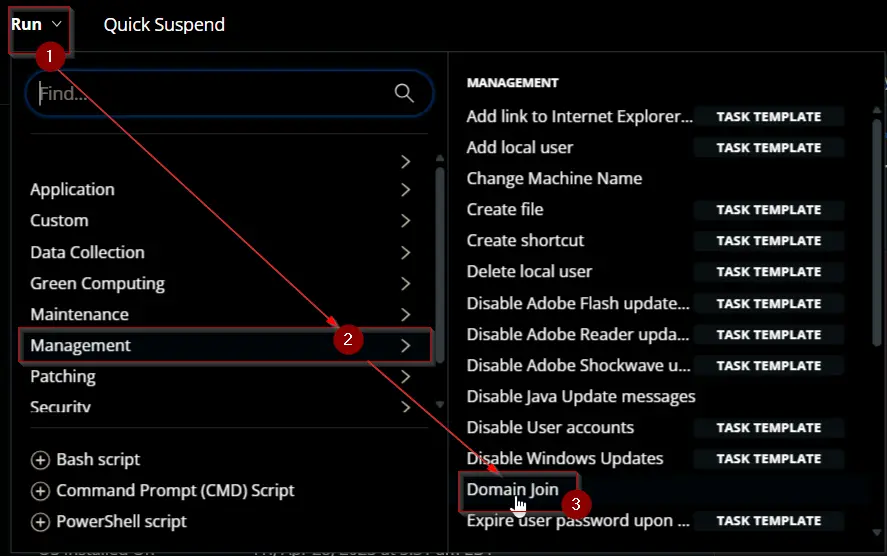 Run Quick Suspend
1
Find...
Application
Custom
Data Collection
Green Computing
Maintenance
Management
2
Patching
Security
Bash script
Command Prompt (CMD) Script
PowerShell script
MANAGEMENT
Add link to Internet Explorer... TASK TEMPLATE
Add local user TASK TEMPLATE
Change Machine Name
Create file TASK TEMPLATE
Create shortcut TASK TEMPLATE
Delete local user TASK TEMPLATE
Disable Adobe Flash update... TASK TEMPLATE
Disable Adobe Reader upda... TASK TEMPLATE
Disable Adobe Shockwave u... TASK TEMPLATE
Disable Java Update messages
Disable User accounts TASK TEMPLATE
Disable Windows Updates TASK TEMPLATE
Domain Join
3
Expire user password upon ... TASK TEMPLATE